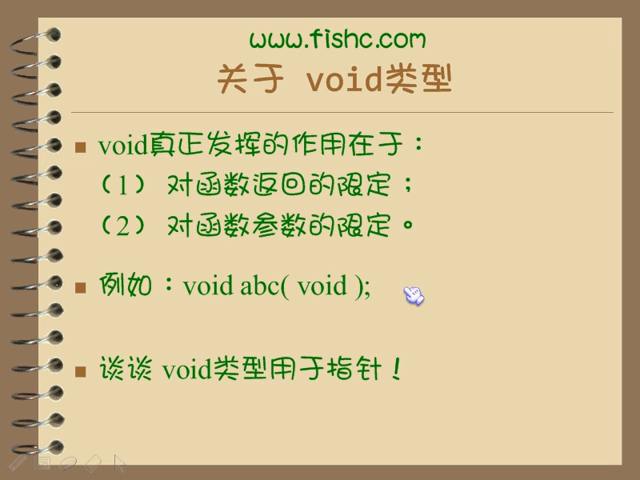 www.fishc.com
关于 void类型
void真正发挥的作用在于：
（1） 对函数返回的限定；
（2） 对函数参数的限定。
例如：void abc( void );
谈谈 void类型用于指针！